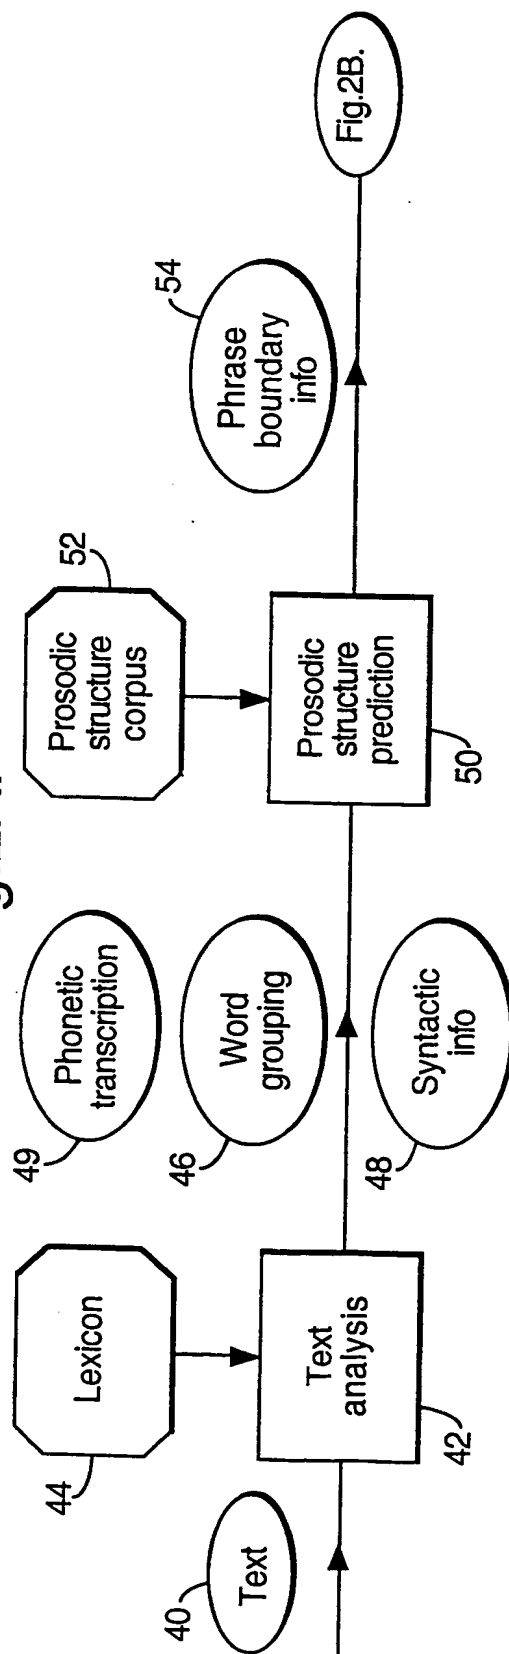 40
Text
44
Lexicon
Text
analysis
42
49
Phonetic
transcription
46
Word
grouping
48
Syntactic
info
52
Prosodic
structure
corpus
Prosodic
structure
prediction
50
54
Phrase
boundary
info
Fig.2B.